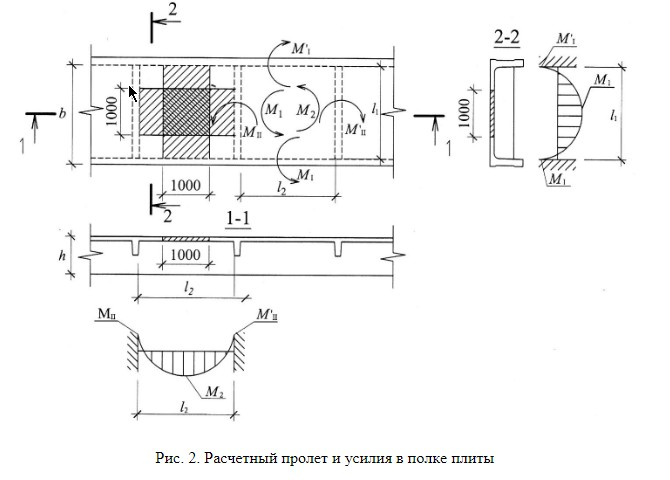 2
M'I
2-2
M'I
M1
b
1000
M1
M2
l1
1000
l1
MII
M'II
1
1
MI
MI
1000
l2
2
1-1
h
1000
l2
MII
M'II
M2
l2
Рис. 2. Расчетный пролет и усилия в полке плиты